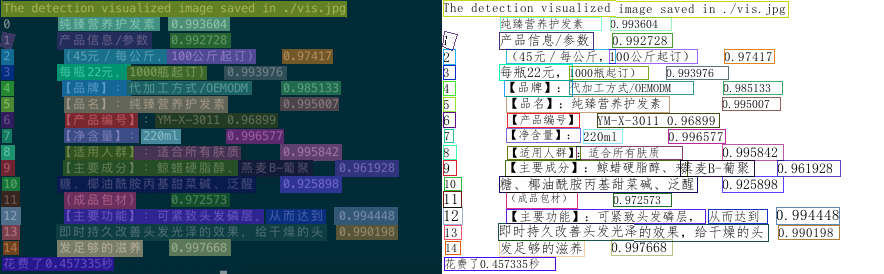 The detection visualized image saved in ./vis.jpg
0 纯臻营养护发素 0.993604
1 产品信息/参数 0.992728
2 （45元/每公斤，100公斤起订） 0.97417
3 每瓶22元，1000瓶起订） 0.993976
4 【品牌】：代加工方式/OEMODM 0.985133
5 【品名】：纯臻营养护发素 0.995007
6 【产品编号】：YM-X-3011 0.96899
7 【净含量】：220ml 0.996577
8 【适用人群】：适合所有肤质 0.995842
9 【主要成分】：鲸蜡硬脂醇、燕麦B-葡聚 0.961928
10 糖、椰油酰胺丙基甜菜碱、泛醒 0.925898
11 （成品包材） 0.972573
12 【主要功能】：可紧致头发磷层，从而达到 0.994448
13 即时持久改善头发光泽的效果，给干燥的头 0.990198
14 发足够的滋养 0.997668
花费了0.457335秒
The detection visualized image saved in ./vis.jpg
纯臻营养护发素 0.993604
1 产品信息/参数 0.992728
2 （45元/每公斤，100公斤起订） 0.97417
3 每瓶22元，1000瓶起订） 0.993976
4 【品牌】：代加工方式/OEMODM 0.985133
5 【品名】：纯臻营养护发素 0.995007
6 【产品编号】 YM-X-3011 0.96899
7 【净含量】：220ml 0.996577
8 【适用人群】：适合所有肤质 0.995842
9 【主要成分】：鲸蜡硬脂醇、燕麦B-葡聚 0.961928
10 糖、椰油酰胺丙基甜菜碱、泛醒 0.925898
11 （成品包材） 0.972573
12 【主要功能】：可紧致头发磷层，从而达到 0.994448
13 即时持久改善头发光泽的效果，给干燥的头 0.990198
14 发足够的滋养 0.997668
花费了0.457335秒